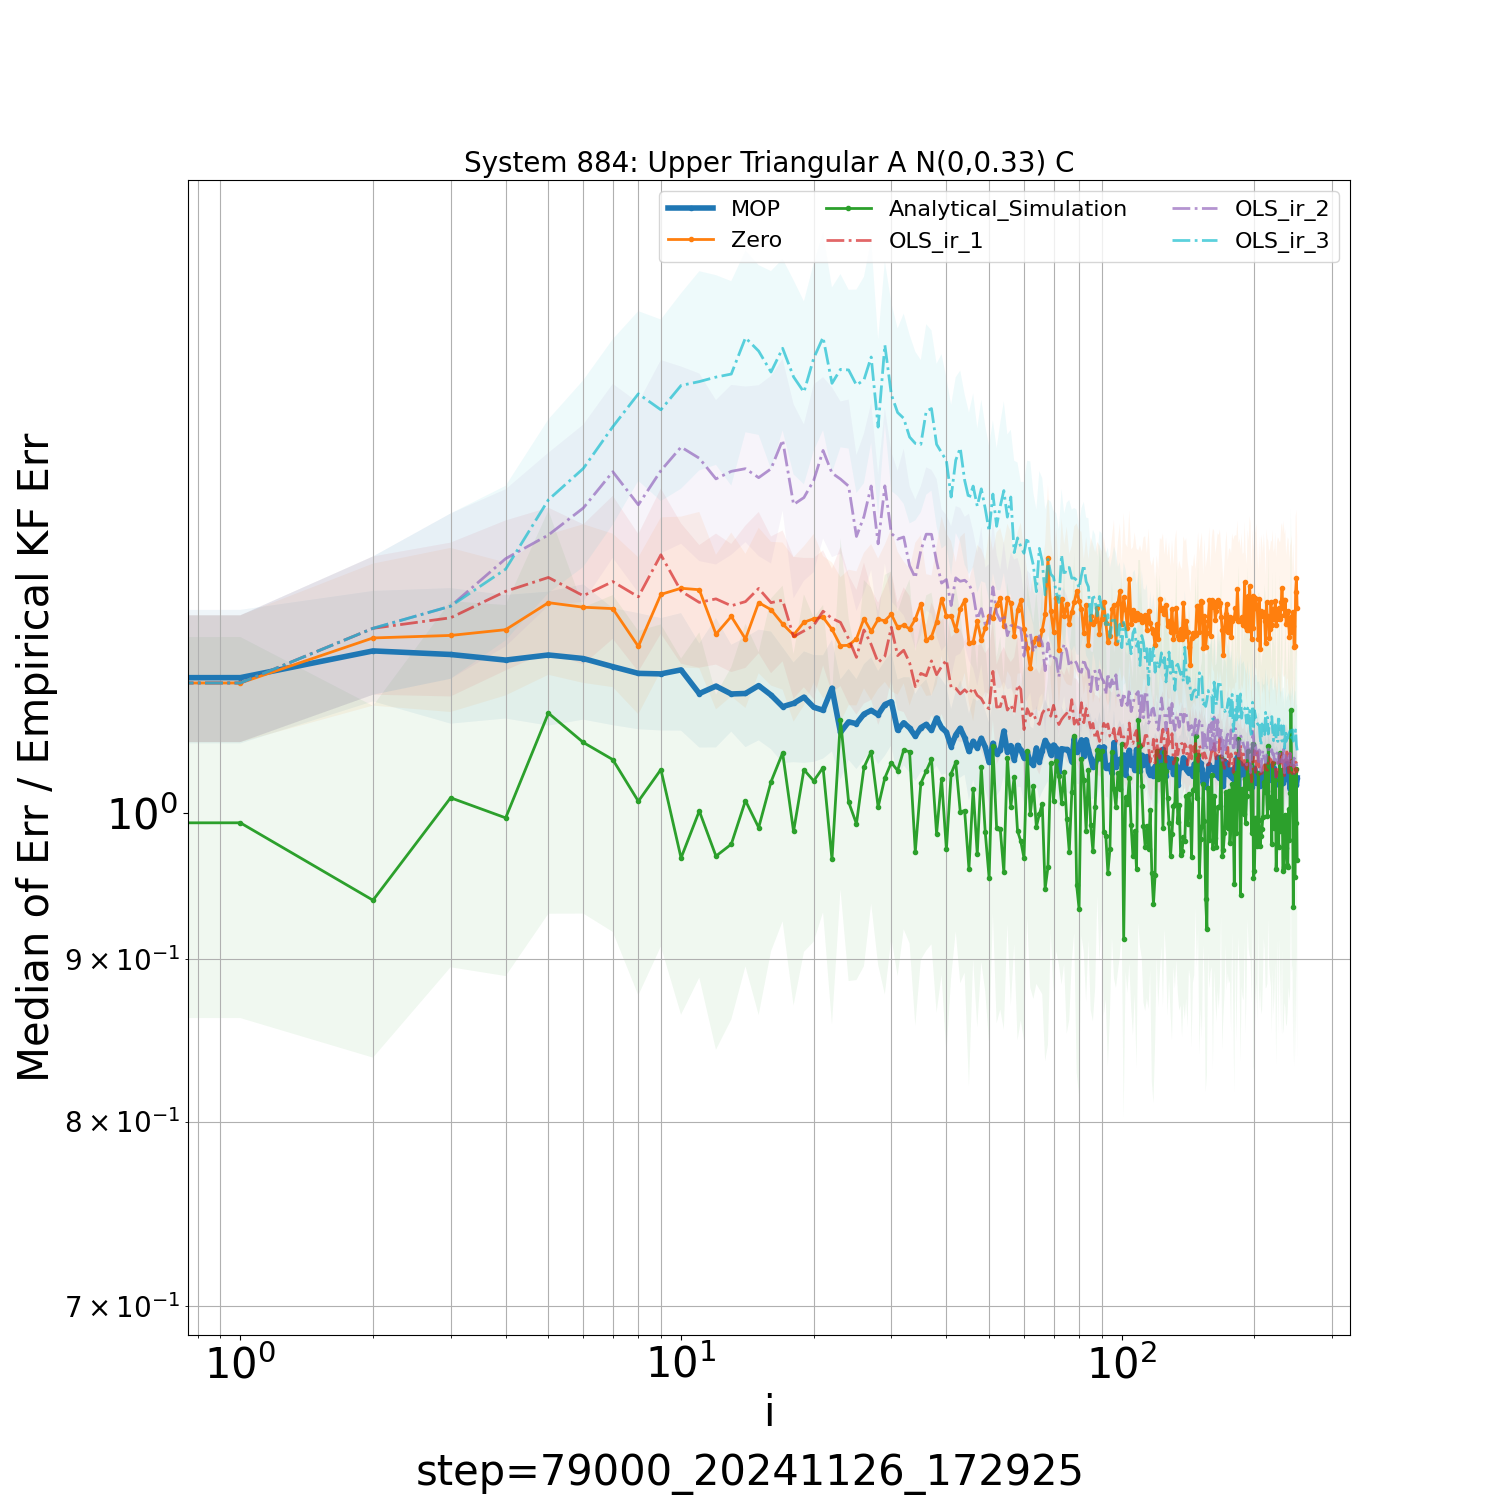 System 884: Upper Triangular A N(0,0.33) C
MOP
Zero
Analytical_Simulation
OLS_ir_1
OLS_ir_2
OLS_ir_3
Median of Err / Empirical KF Err
10⁰
9 × 10⁻¹
8 × 10⁻¹
7 × 10⁻¹
10⁰
10¹
10²
i
step=79000_20241126_172925